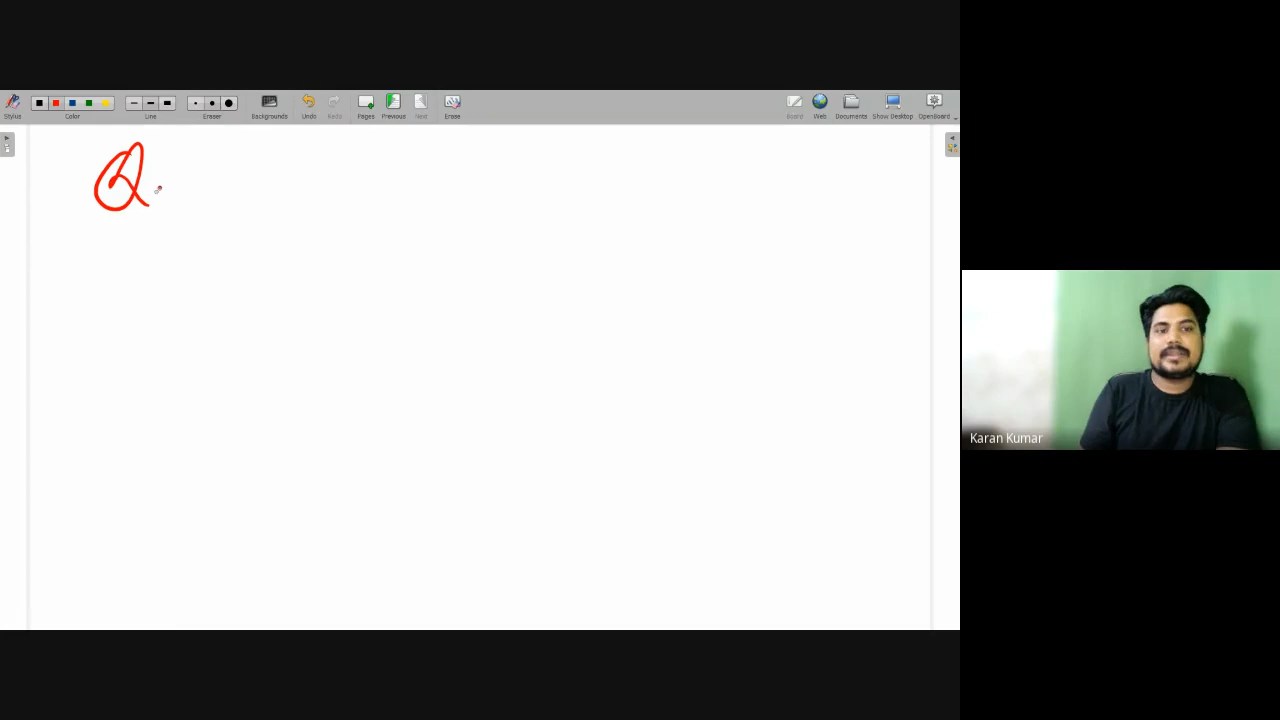 Stylus Color Line Eraser Backgrounds Undo Redo Pages Previous Next Erase Board Web Documents Show Desktop OpenBoard
Q
Karan Kumar